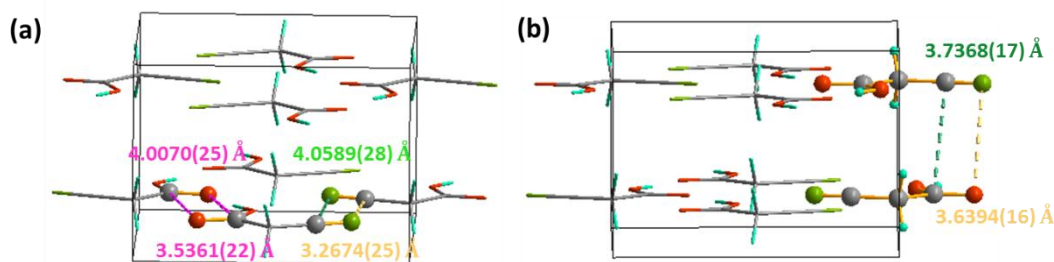 (a)
4.0070(25) Å
4.0589(28) Å
3.5361(22) Å
3.2674(25) Å
(b)
3.7368(17) Å
3.6394(16) Å